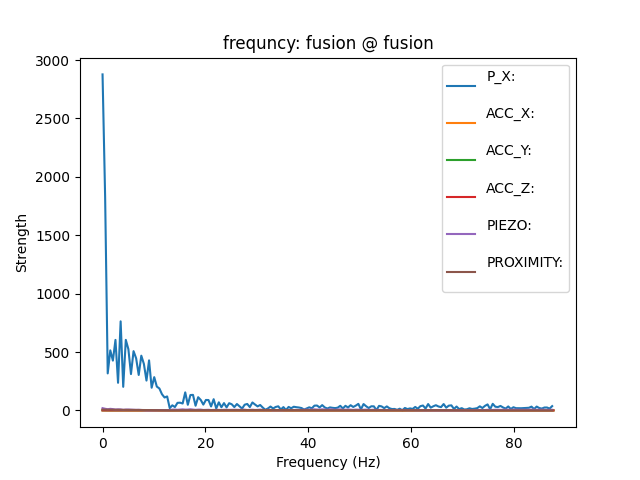 frequncy: fusion @ fusion
3000
2500
2000
1500
1000
500
0
Strength
0 20 40 60 80
Frequency (Hz)
P_X:
ACC_X:
ACC_Y:
ACC_Z:
PIEZO:
PROXIMITY: